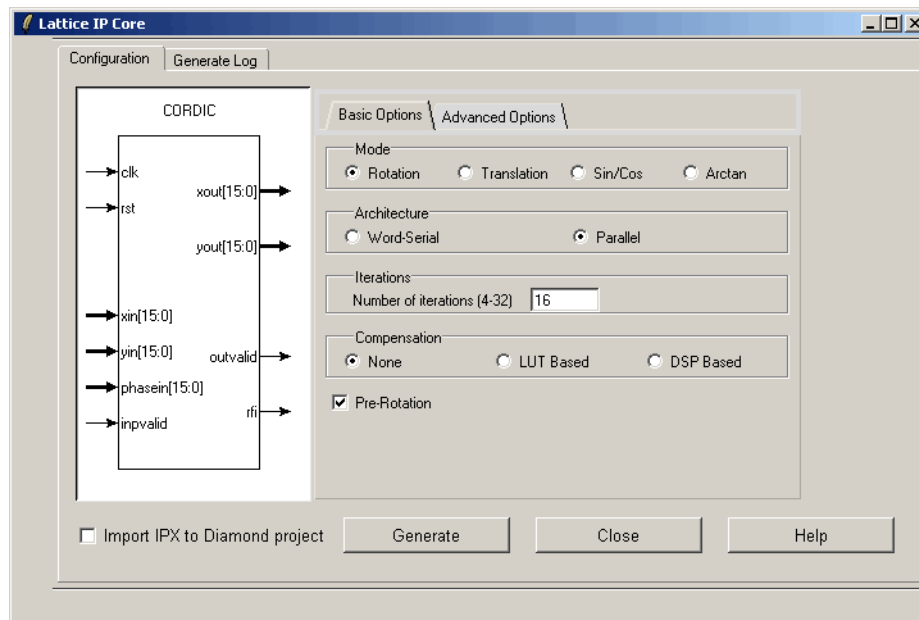 Lattice IP Core
Configuration
Generate Log
CORDIC
clk
rst
xin[15:0]
yin[15:0]
phasein[15:0]
inpvalid
xout[15:0]
yout[15:0]
outvalid
rfi
Basic Options
Advanced Options
Mode
Rotation Translation Sin/Cos Arctan
Architecture
Word-Serial Parallel
Iterations
Number of iterations (4-32) 16
Compensation
None LUT Based DSP Based
Pre-Rotation
Import IPX to Diamond project Generate Close Help